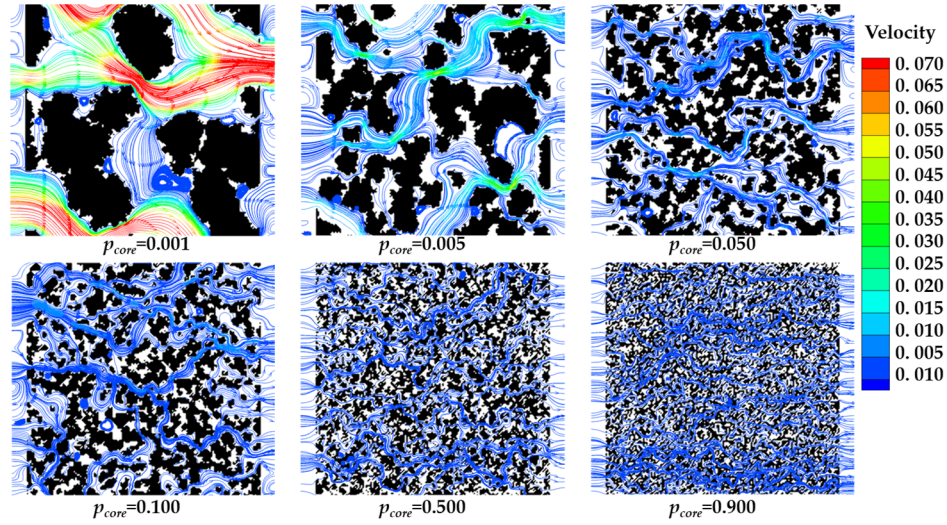 Velocity
0. 070
0. 065
0. 060
0. 055
0. 050
0. 045
0. 040
0. 035
0. 030
0. 025
0. 020
0. 015
0. 010
0. 005
0. 010
p_core=0.001
p_core=0.005
p_core=0.050
p_core=0.100
p_core=0.500
p_core=0.900